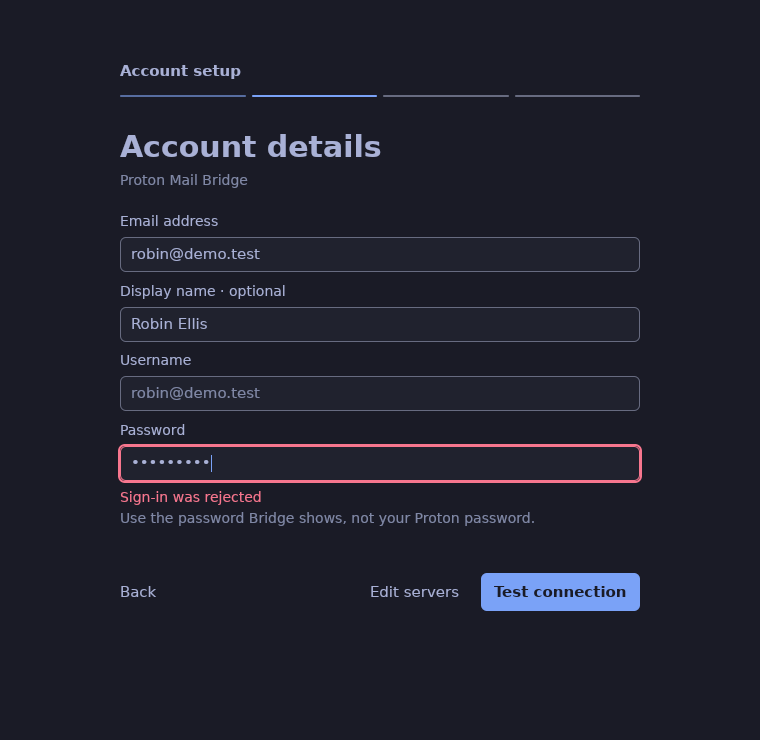 Account setup
Account details
Proton Mail Bridge
Email address
robin@demo.test
Display name · optional
Robin Ellis
Username
robin@demo.test
Password
•••••••••
Sign-in was rejected
Use the password Bridge shows, not your Proton password.
Back
Edit servers
Test connection